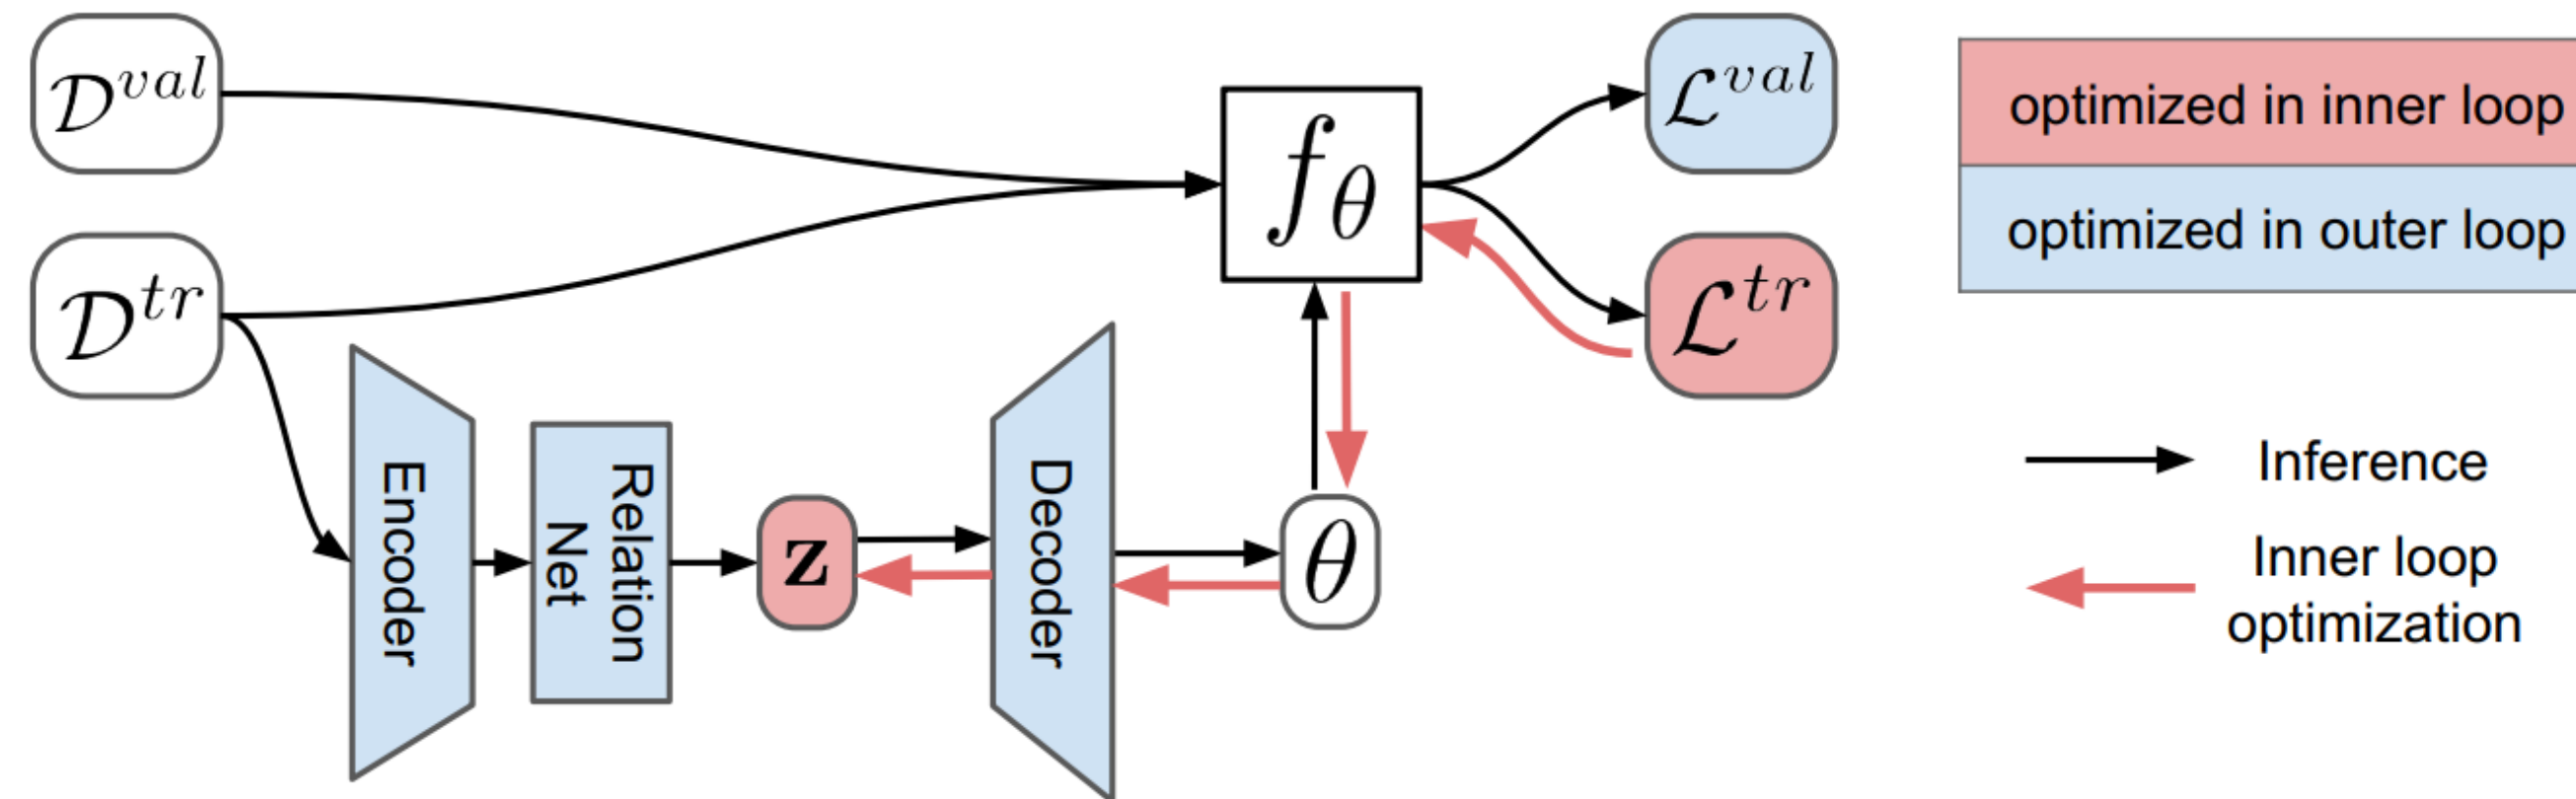 𝒟^{val}
𝒟^{tr}
Encoder
Relation
Net
z
Decoder
f_θ
θ
ℒ^{val}
ℒ^{tr}
optimized in inner loop
optimized in outer loop
Inference
Inner loop
optimization